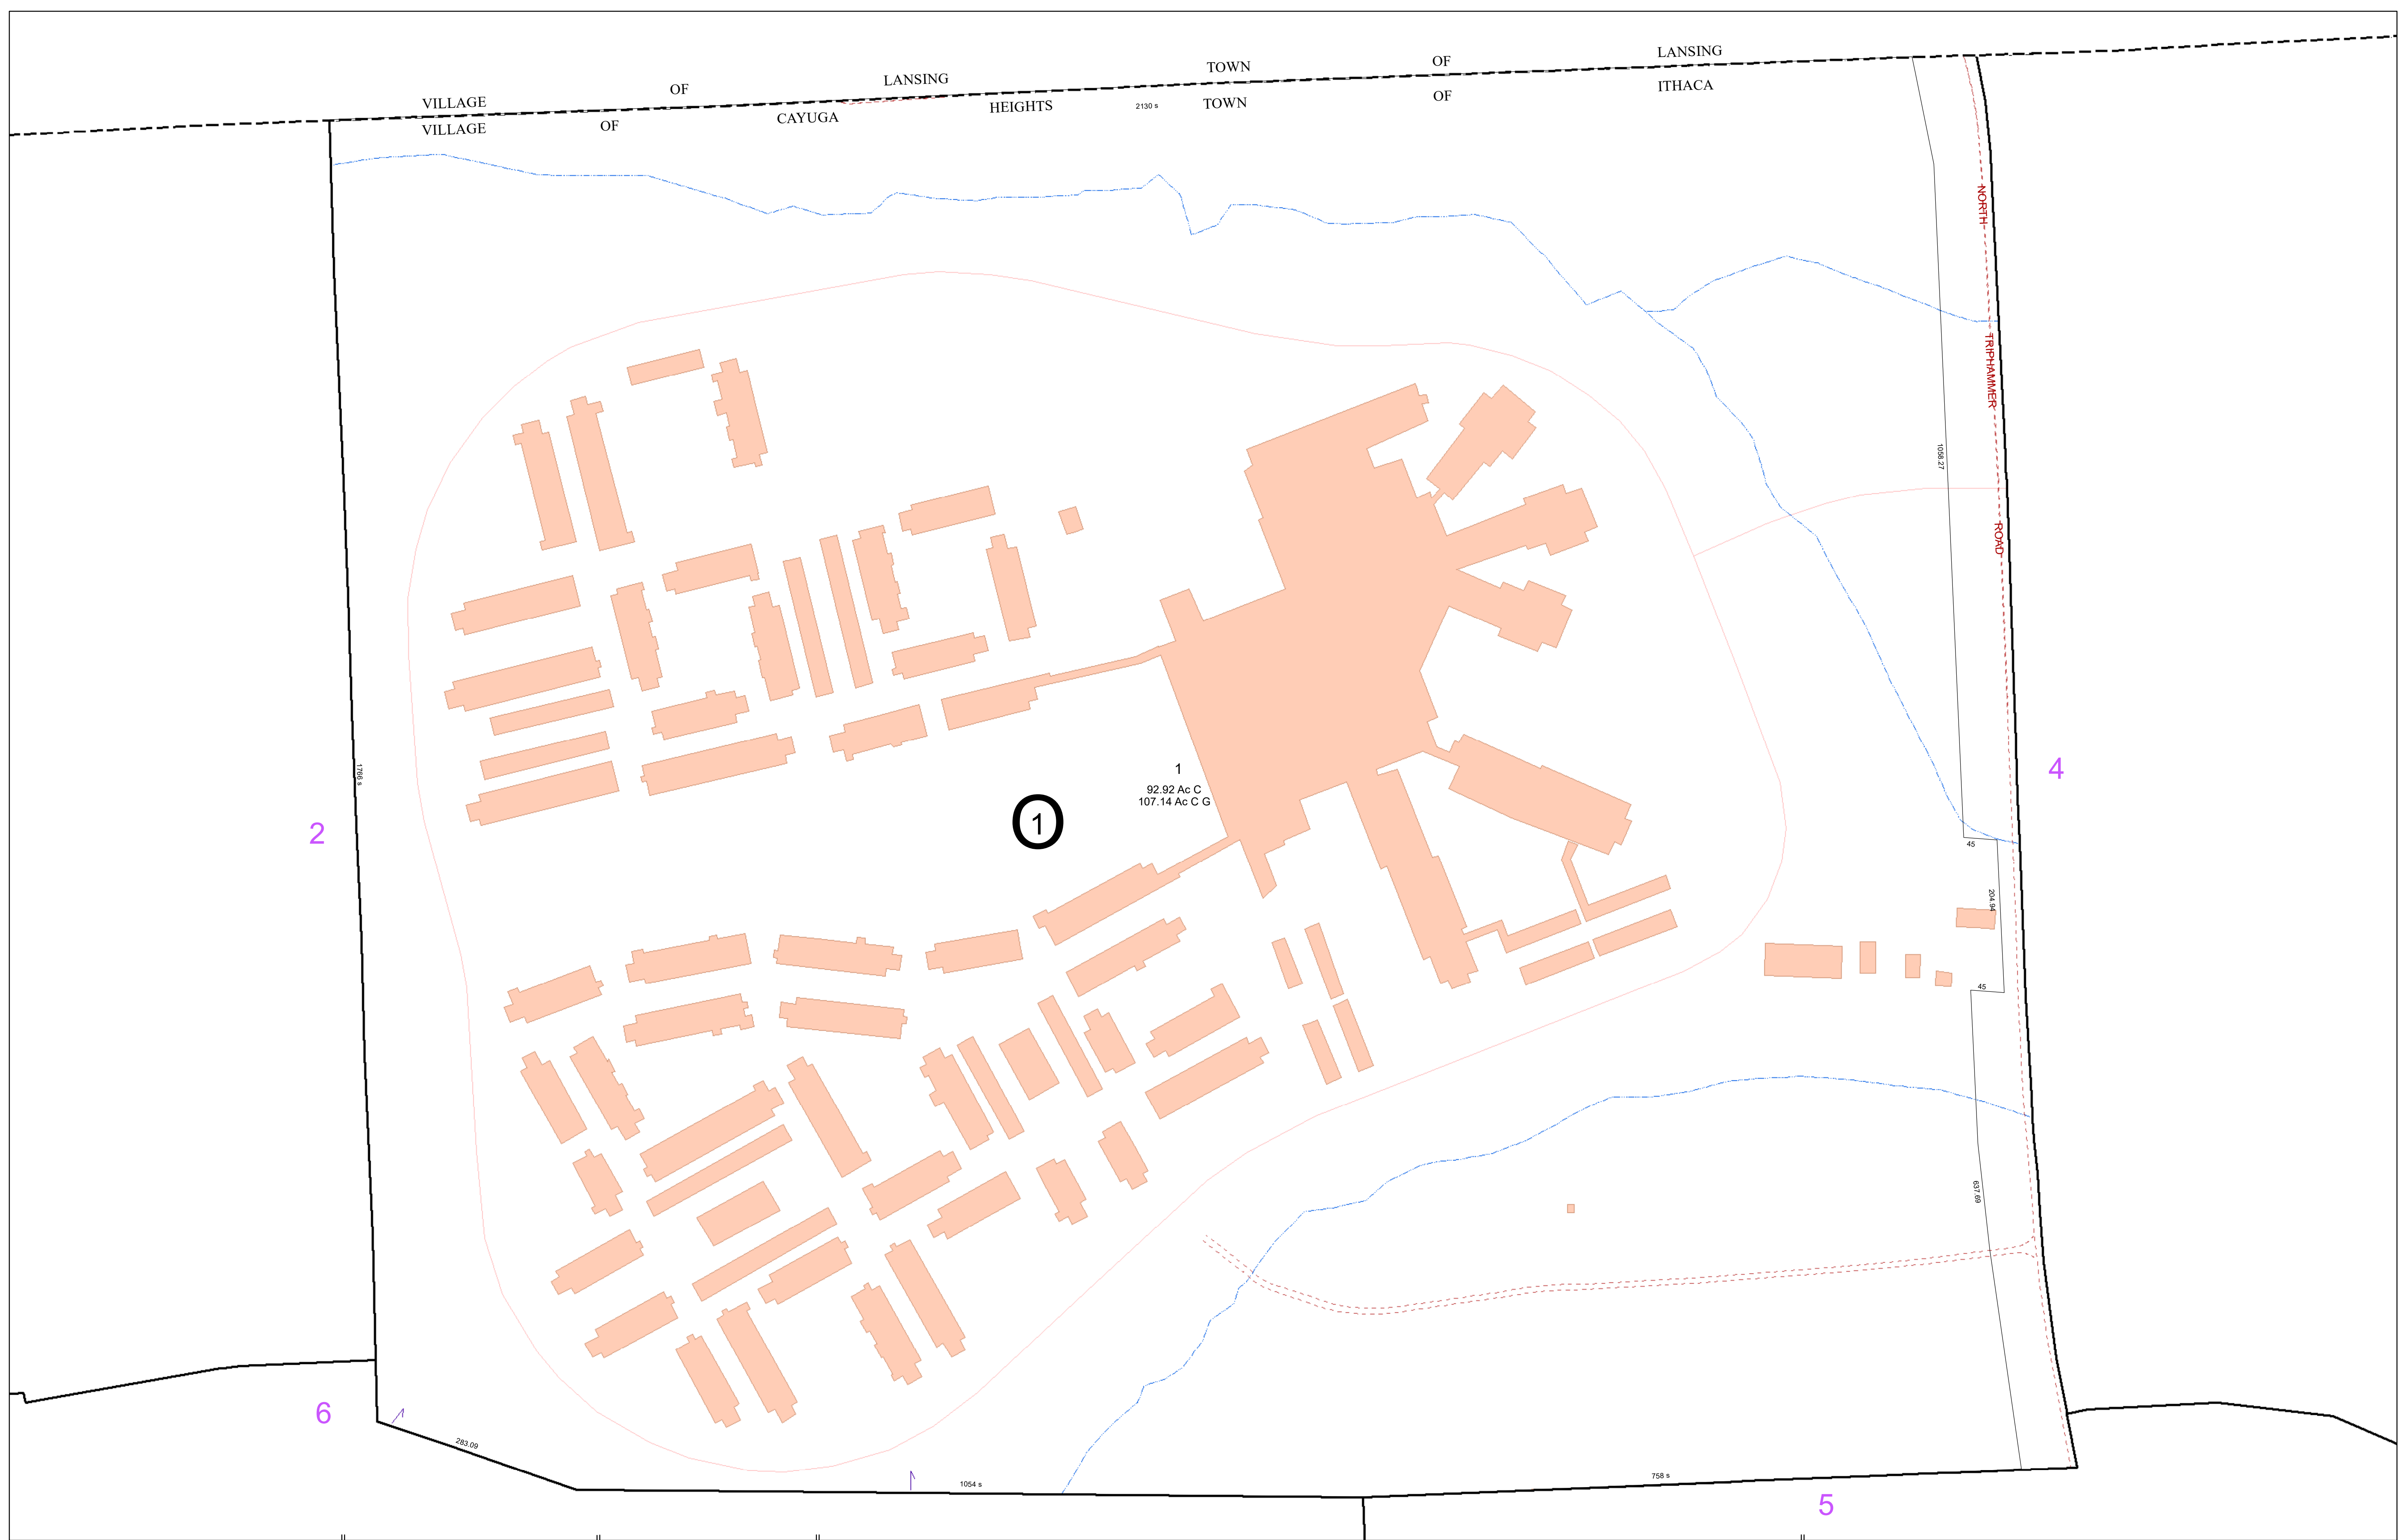 VILLAGE OF LANSING TOWN OF LANSING
VILLAGE OF CAYUGA HEIGHTS 2130 s TOWN OF ITHACA
NORTH TRIPHAMMER ROAD
1058.27
1766 s
1
92.92 Ac C
107.14 Ac C G
1
2
4
45
204.94
45
637.69
6
283.09
1054 s
758 s
5